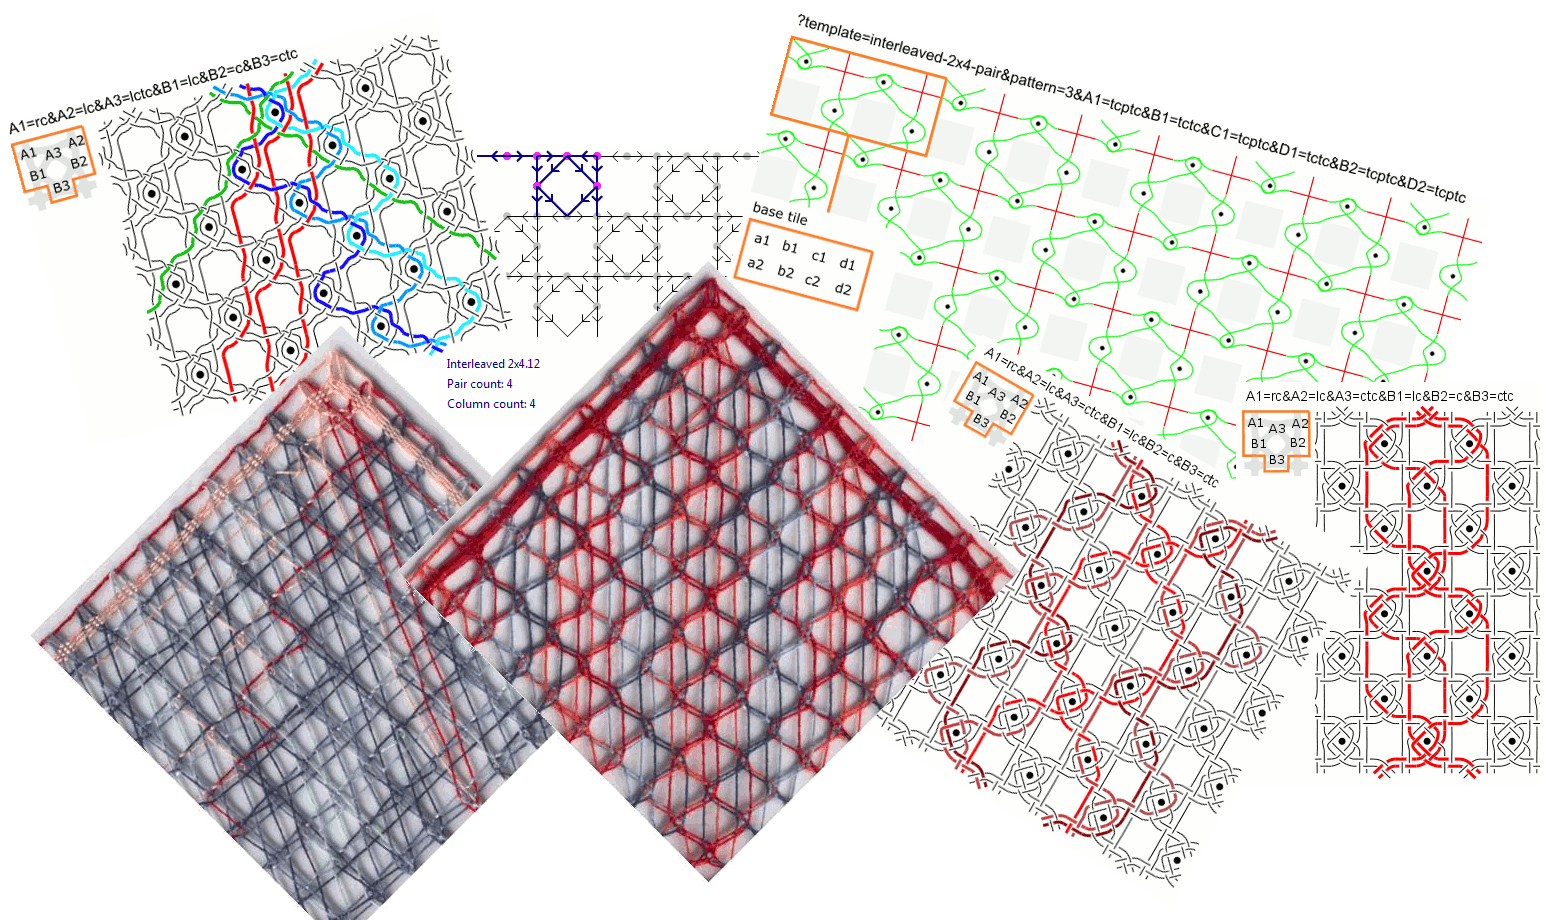 ?template=interleaved-2x4-pair&pattern=3&A1=tcptc&B1=tctc&C1=tcptc&D1=tctc&B2=tcptc&D2=tcptc
A1=rc&A2=lc&A3=lctc&B1=lc&B2=c&B3=ctc
A1 A3 A2
B1 B2
B3
base tile
a1 b1 c1 d1
a2 b2 c2 d2
Interleaved 2x4.12
Pair count: 4
Column count: 4
A1=rc&A2=lc&A3=ctc&B1=lc&B2=c&B3=ctc
A1 A3 A2
B1 B2
B3
A1=rc&A2=lc&A3=ctc&B1=lc&B2=c&B3=ctc
A1 A3 A2
B1 B2
B3